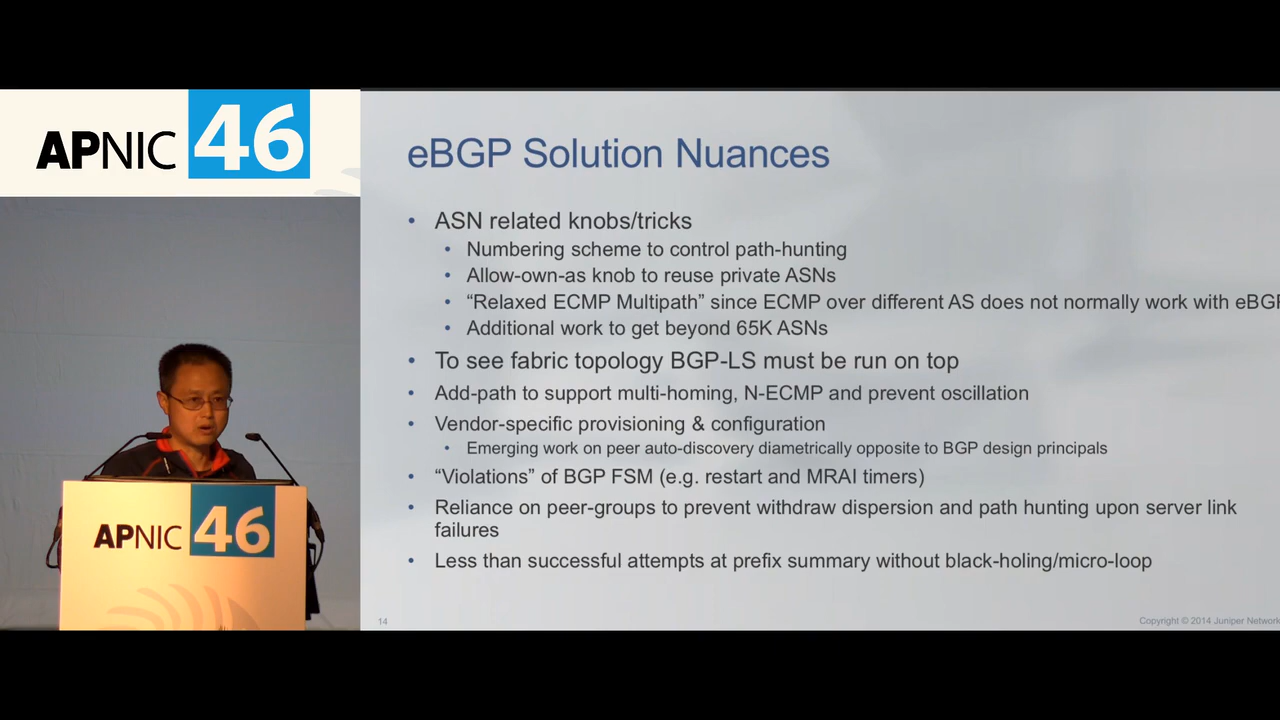 APNIC 46
eBGP Solution Nuances
• ASN related knobs/tricks
• Numbering scheme to control path-hunting
• Allow-own-as knob to reuse private ASNs
• “Relaxed ECMP Multipath” since ECMP over different AS does not normally work with eBGP
• Additional work to get beyond 65K ASNs
• To see fabric topology BGP-LS must be run on top
• Add-path to support multi-homing, N-ECMP and prevent oscillation
• Vendor-specific provisioning & configuration
• Emerging work on peer auto-discovery diametrically opposite to BGP design principals
• “Violations” of BGP FSM (e.g. restart and MRAI timers)
• Reliance on peer-groups to prevent withdraw dispersion and path hunting upon server link
failures
• Less than successful attempts at prefix summary without black-holing/micro-loop
14
Copyright © 2014 Juniper Network
APNIC 46